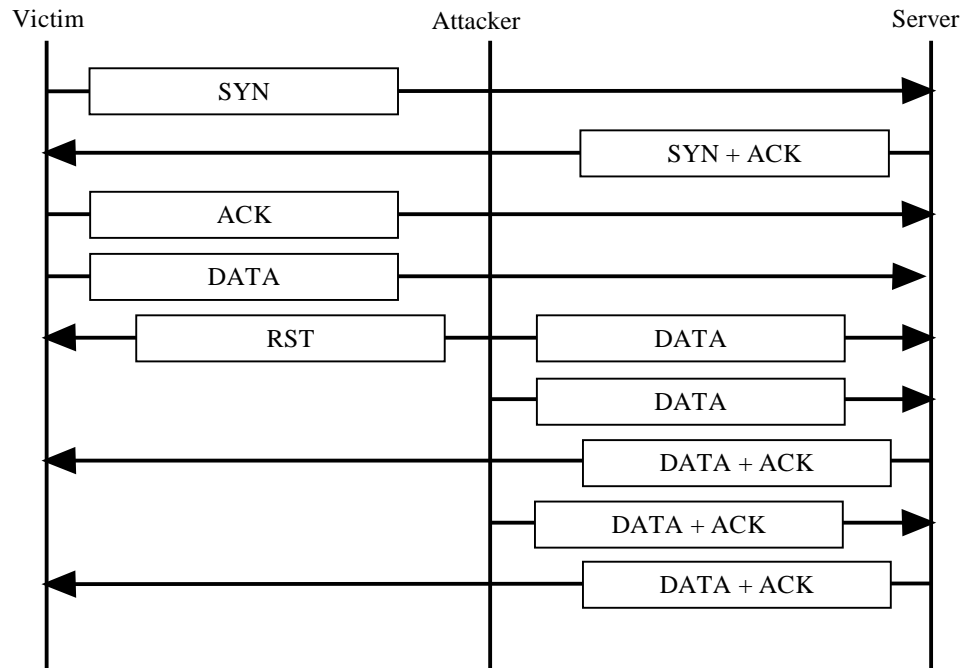 Victim
Attacker
Server
SYN
SYN + ACK
ACK
DATA
RST
DATA
DATA
DATA + ACK
DATA + ACK
DATA + ACK